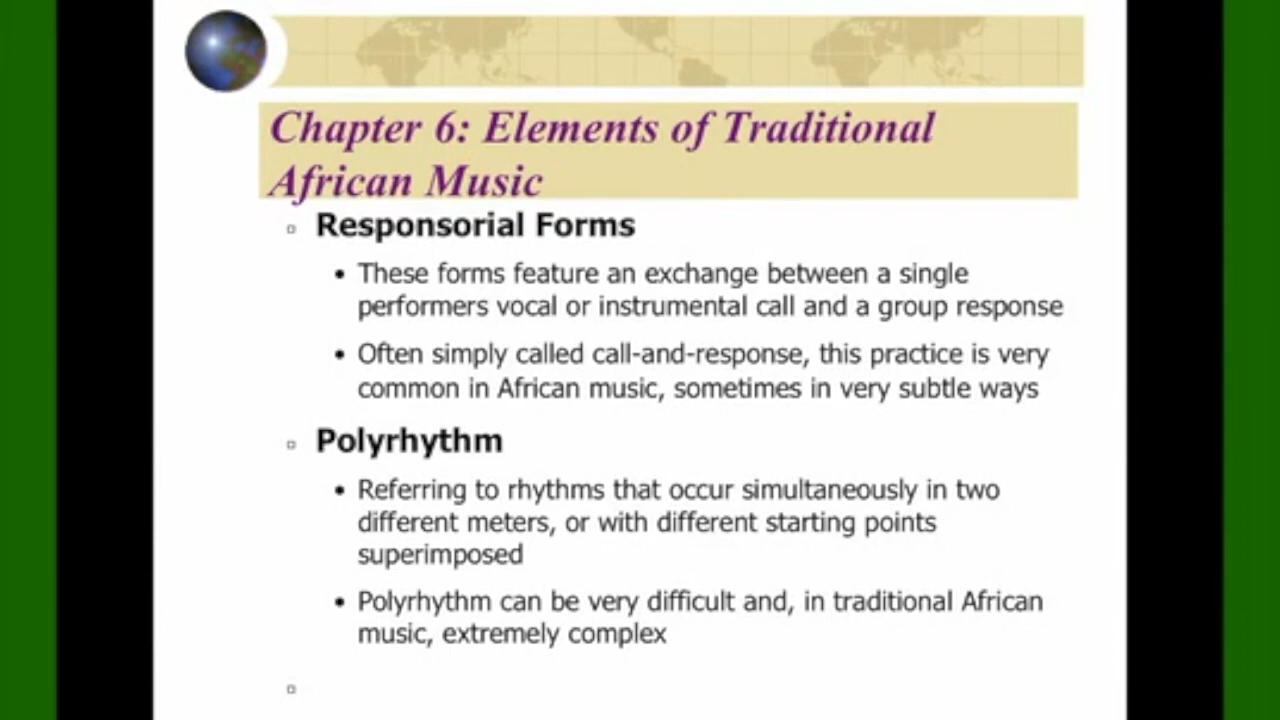 Chapter 6: Elements of Traditional
African Music
Responsorial Forms
• These forms feature an exchange between a single
performers vocal or instrumental call and a group response
• Often simply called call-and-response, this practice is very
common in African music, sometimes in very subtle ways
Polyrhythm
• Referring to rhythms that occur simultaneously in two
different meters, or with different starting points
superimposed
• Polyrhythm can be very difficult and, in traditional African
music, extremely complex